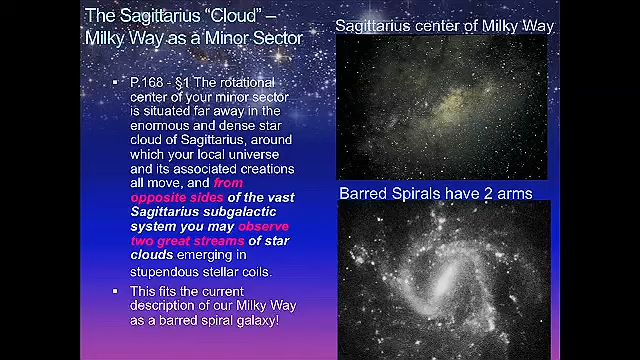 The Sagittarius “Cloud” –
Milky Way as a Minor Sector
Sagittarius center of Milky Way
▪ P.168 - §1 The rotational
center of your minor sector
is situated far away in the
enormous and dense star
cloud of Sagittarius, around
which your local universe
and its associated creations
all move, and from
opposite sides of the vast
Sagittarius subgalactic
system you may observe
two great streams of star
clouds emerging in
stupendous stellar coils.
▪ This fits the current
description of our Milky Way
as a barred spiral galaxy!
Barred Spirals have 2 arms